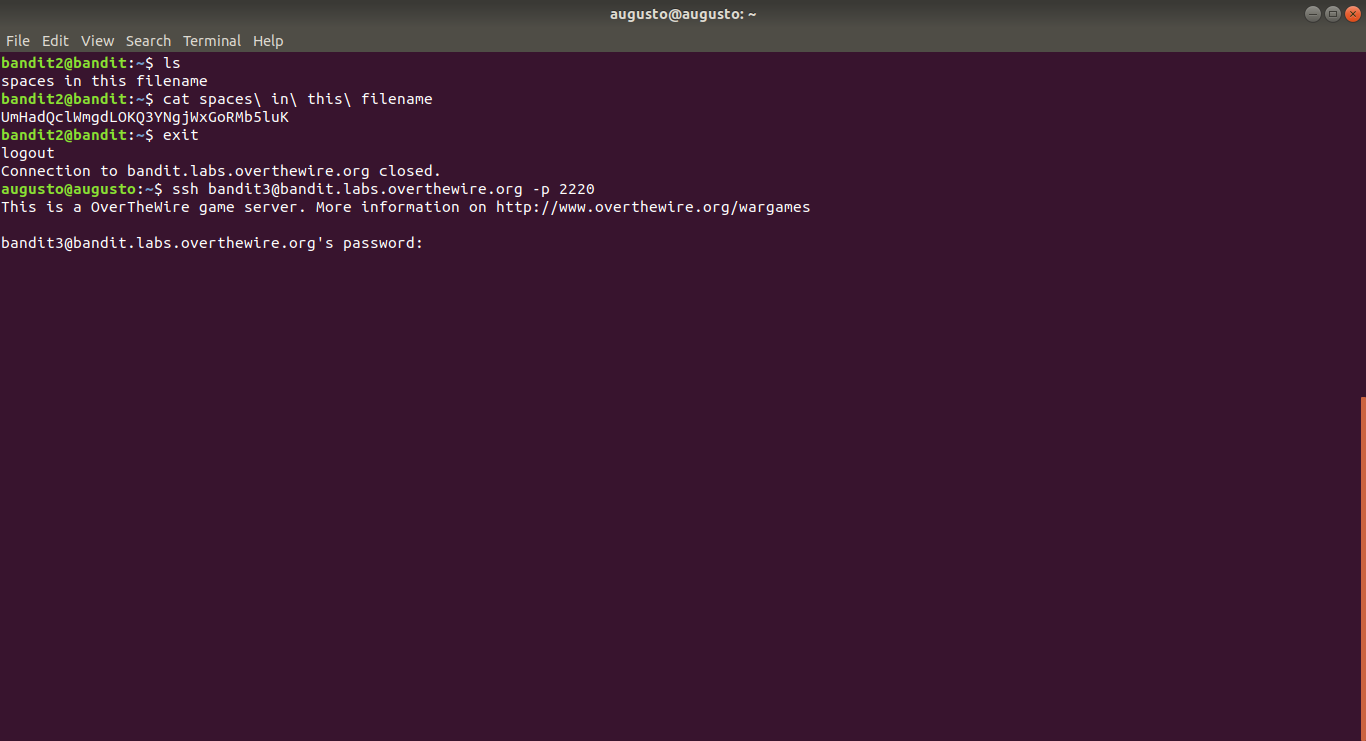 augusto@augusto: ~
File Edit View Search Terminal Help
bandit2@bandit:~$ ls
spaces in this filename
bandit2@bandit:~$ cat spaces\ in\ this\ filename
UmHadQclWmgdLOKQ3YNgjWxGoRMb5luK
bandit2@bandit:~$ exit
logout
Connection to bandit.labs.overthewire.org closed.
augusto@augusto:~$ ssh bandit3@bandit.labs.overthewire.org -p 2220
This is a OverTheWire game server. More information on http://www.overthewire.org/wargames
bandit3@bandit.labs.overthewire.org's password: